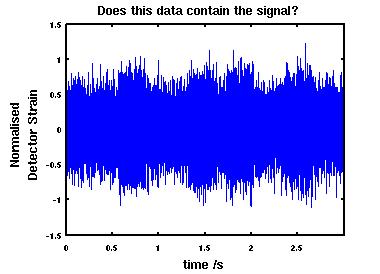 Does this data contain the signal?
1.5
1
0.5
0
-0.5
-1
-1.5
Normalised
Detector Strain
0 0.5 1 1.5 2 2.5
time /s